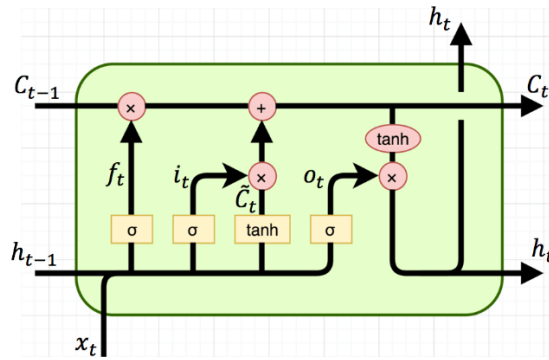 h_t
C_{t-1}
×
+
C_t
tanh
f_t
i_t
×
o_t
×
C̃_t
σ
σ
tanh
σ
h_{t-1}
h_t
x_t